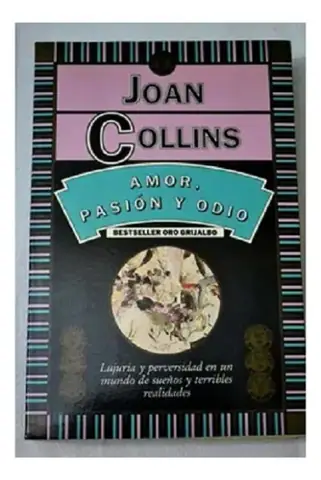 JOAN
COLLINS
AMOR,
PASIÓN Y ODIO
BESTSELLER ORO GRIJALBO
Lujuria y perversidad en un
mundo de sueños y terribles
realidades